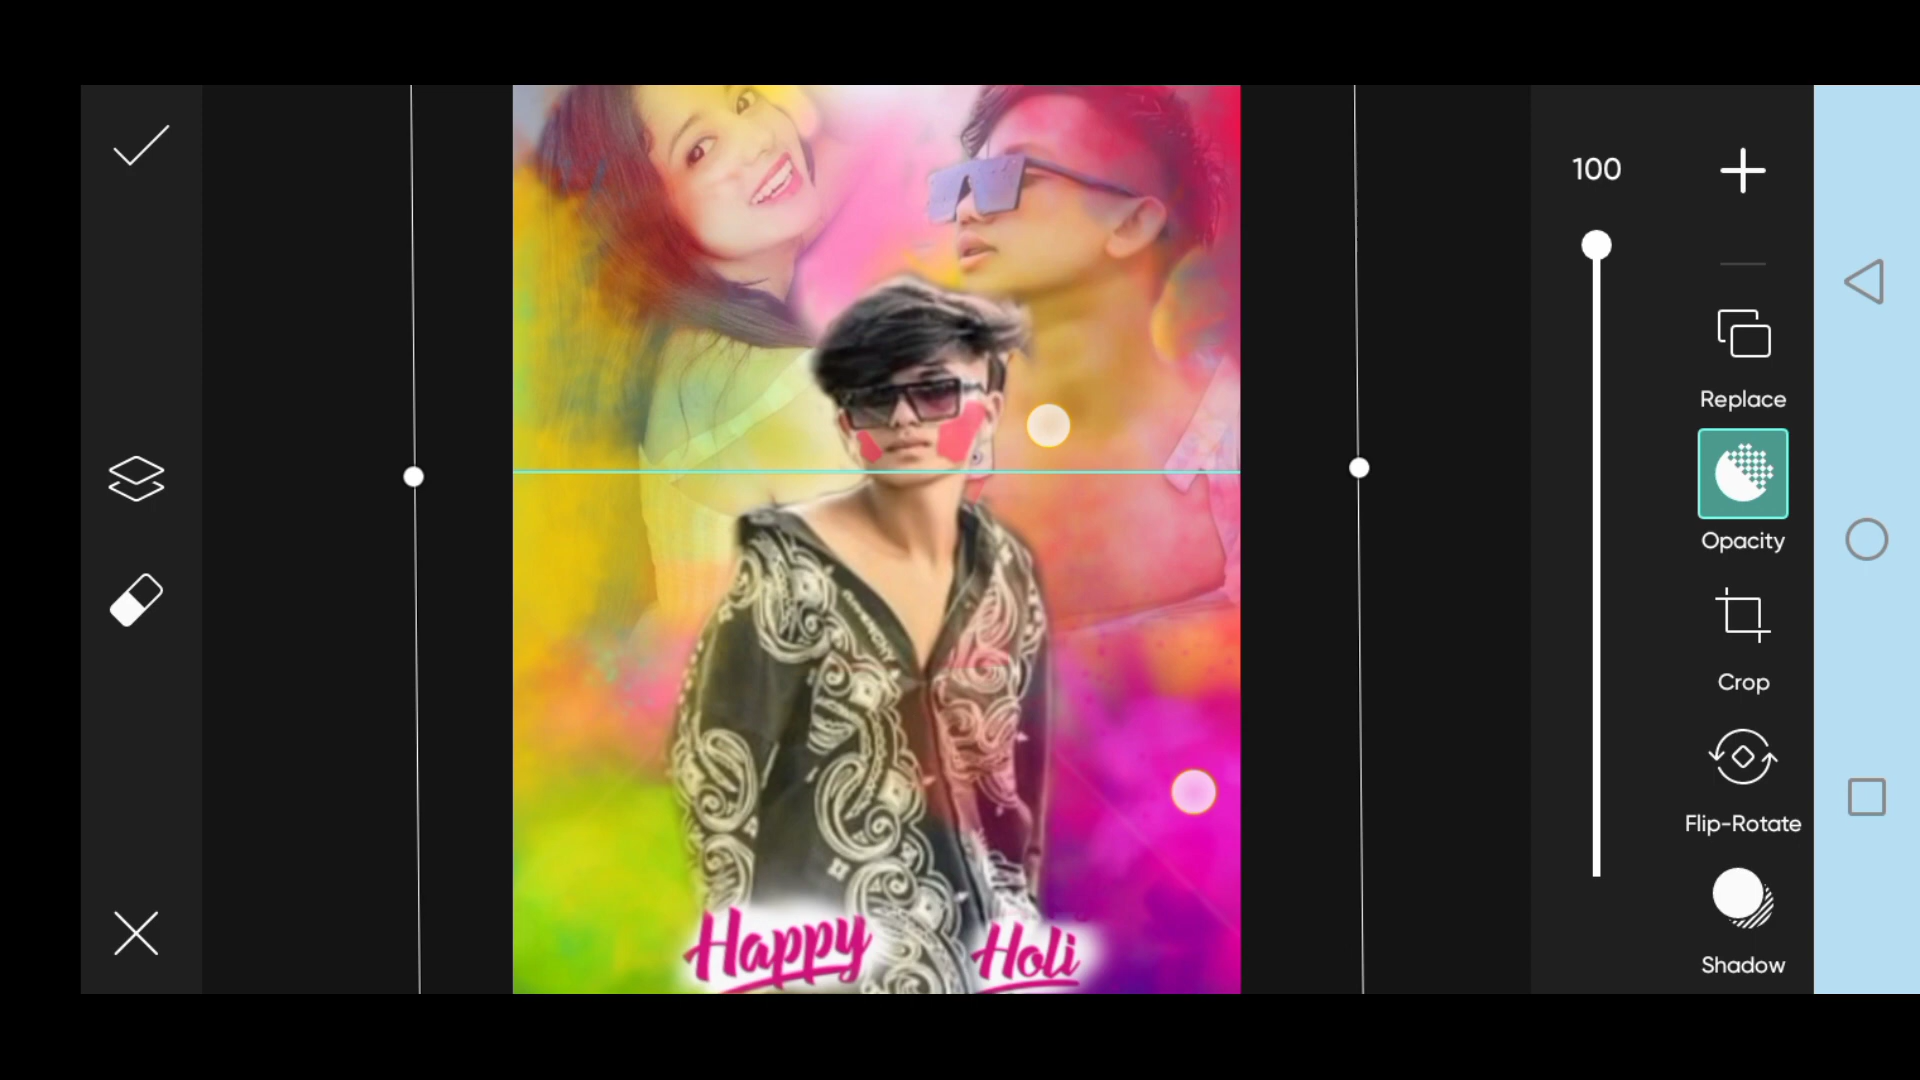 100
Replace
Opacity
Crop
Flip-Rotate
Shadow
Happy Holi